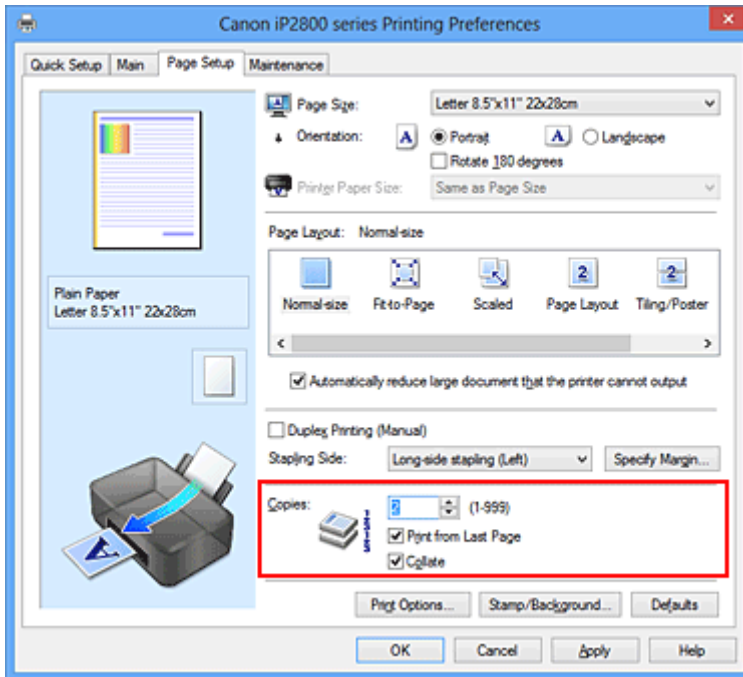 Canon iP2800 series Printing Preferences
Quick Setup Main Page Setup Maintenance
Page Size: Letter 8.5"x11" 22x28cm
Orientation: A Portrait A Landscape
Rotate 180 degrees
Printer Paper Size: Same as Page Size
Page Layout: Normal-size
Normal-size Fit-to-Page Scaled Page Layout Tiling/Poster
Plain Paper
Letter 8.5"x11" 22x28cm
Automatically reduce large document that the printer cannot output
Duplex Printing (Manual)
Stapling Side: Long-side stapling (Left) Specify Margin...
Copies: 2 (1-999)
Print from Last Page
Collate
Print Options... Stamp/Background... Defaults
OK Cancel Apply Help